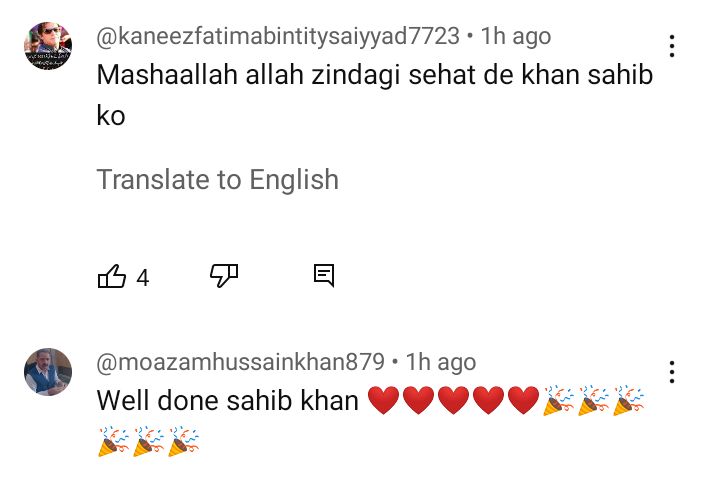 @kaneezfatimabintitysaiyyad7723 • 1h ago
Mashaallah allah zindagi sehat de khan sahib
ko
Translate to English
4
@moazamhussainkhan879 • 1h ago
Well done sahib khan ❤️❤️❤️❤️❤️🎉🎉🎉
🎉🎉🎉